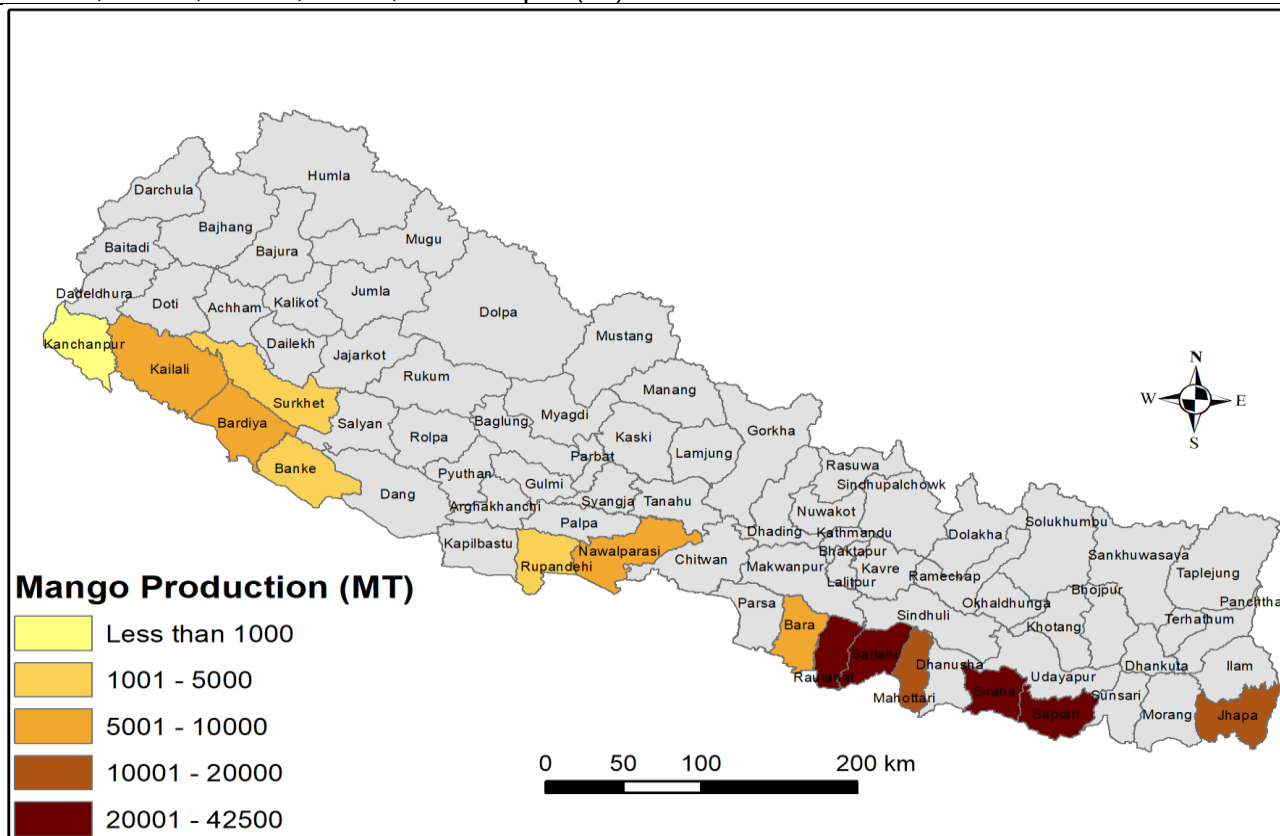 Humla
Darchula
Bajhang
Mugu
Baitadi
Bajura
Dadeldhura
Jumla
Doti
Achham
Kalikot
Dolpa
Mustang
Kanchanpur
Dailekh
Jajarkot
Kailali
Rukum
Manang
N
W
E
S
Surkhet
Bardiya
Salyan
Baglung
Myagdi
Gorkha
Rolpa
Kaski
Parbat
Lamjung
Banke
Pyuthan
Rasuwa
Dang
Gulmi
Sinchupalchowk
Arghakhanchi
Syangja
Tanahu
Nuwakot
Palpa
Solukhumbu
Dhading
Kathmandu
Dolakha
Kapilbastu
Nawalparasi
Bhaktapur
Sankhuwasaya
Chitwan
Rupandehi
Makwanpur
Kavre
Lalitpur
Ramechap
Taplejung
Bhojpur
Parsa
Okhaldhunga
Panchtha
Sindhuli
Terhathum
Bara
Khotang
Sarlahi
Dhanusha
Dhankuta
Ilam
Rautahat
Udayapur
Siraha
Mahottari
Sunsari
Saptari
Morang
Jhapa
Mango Production (MT)
Less than 1000
1001 - 5000
5001 - 10000
10001 - 20000
20001 - 42500
0 50 100 200 km